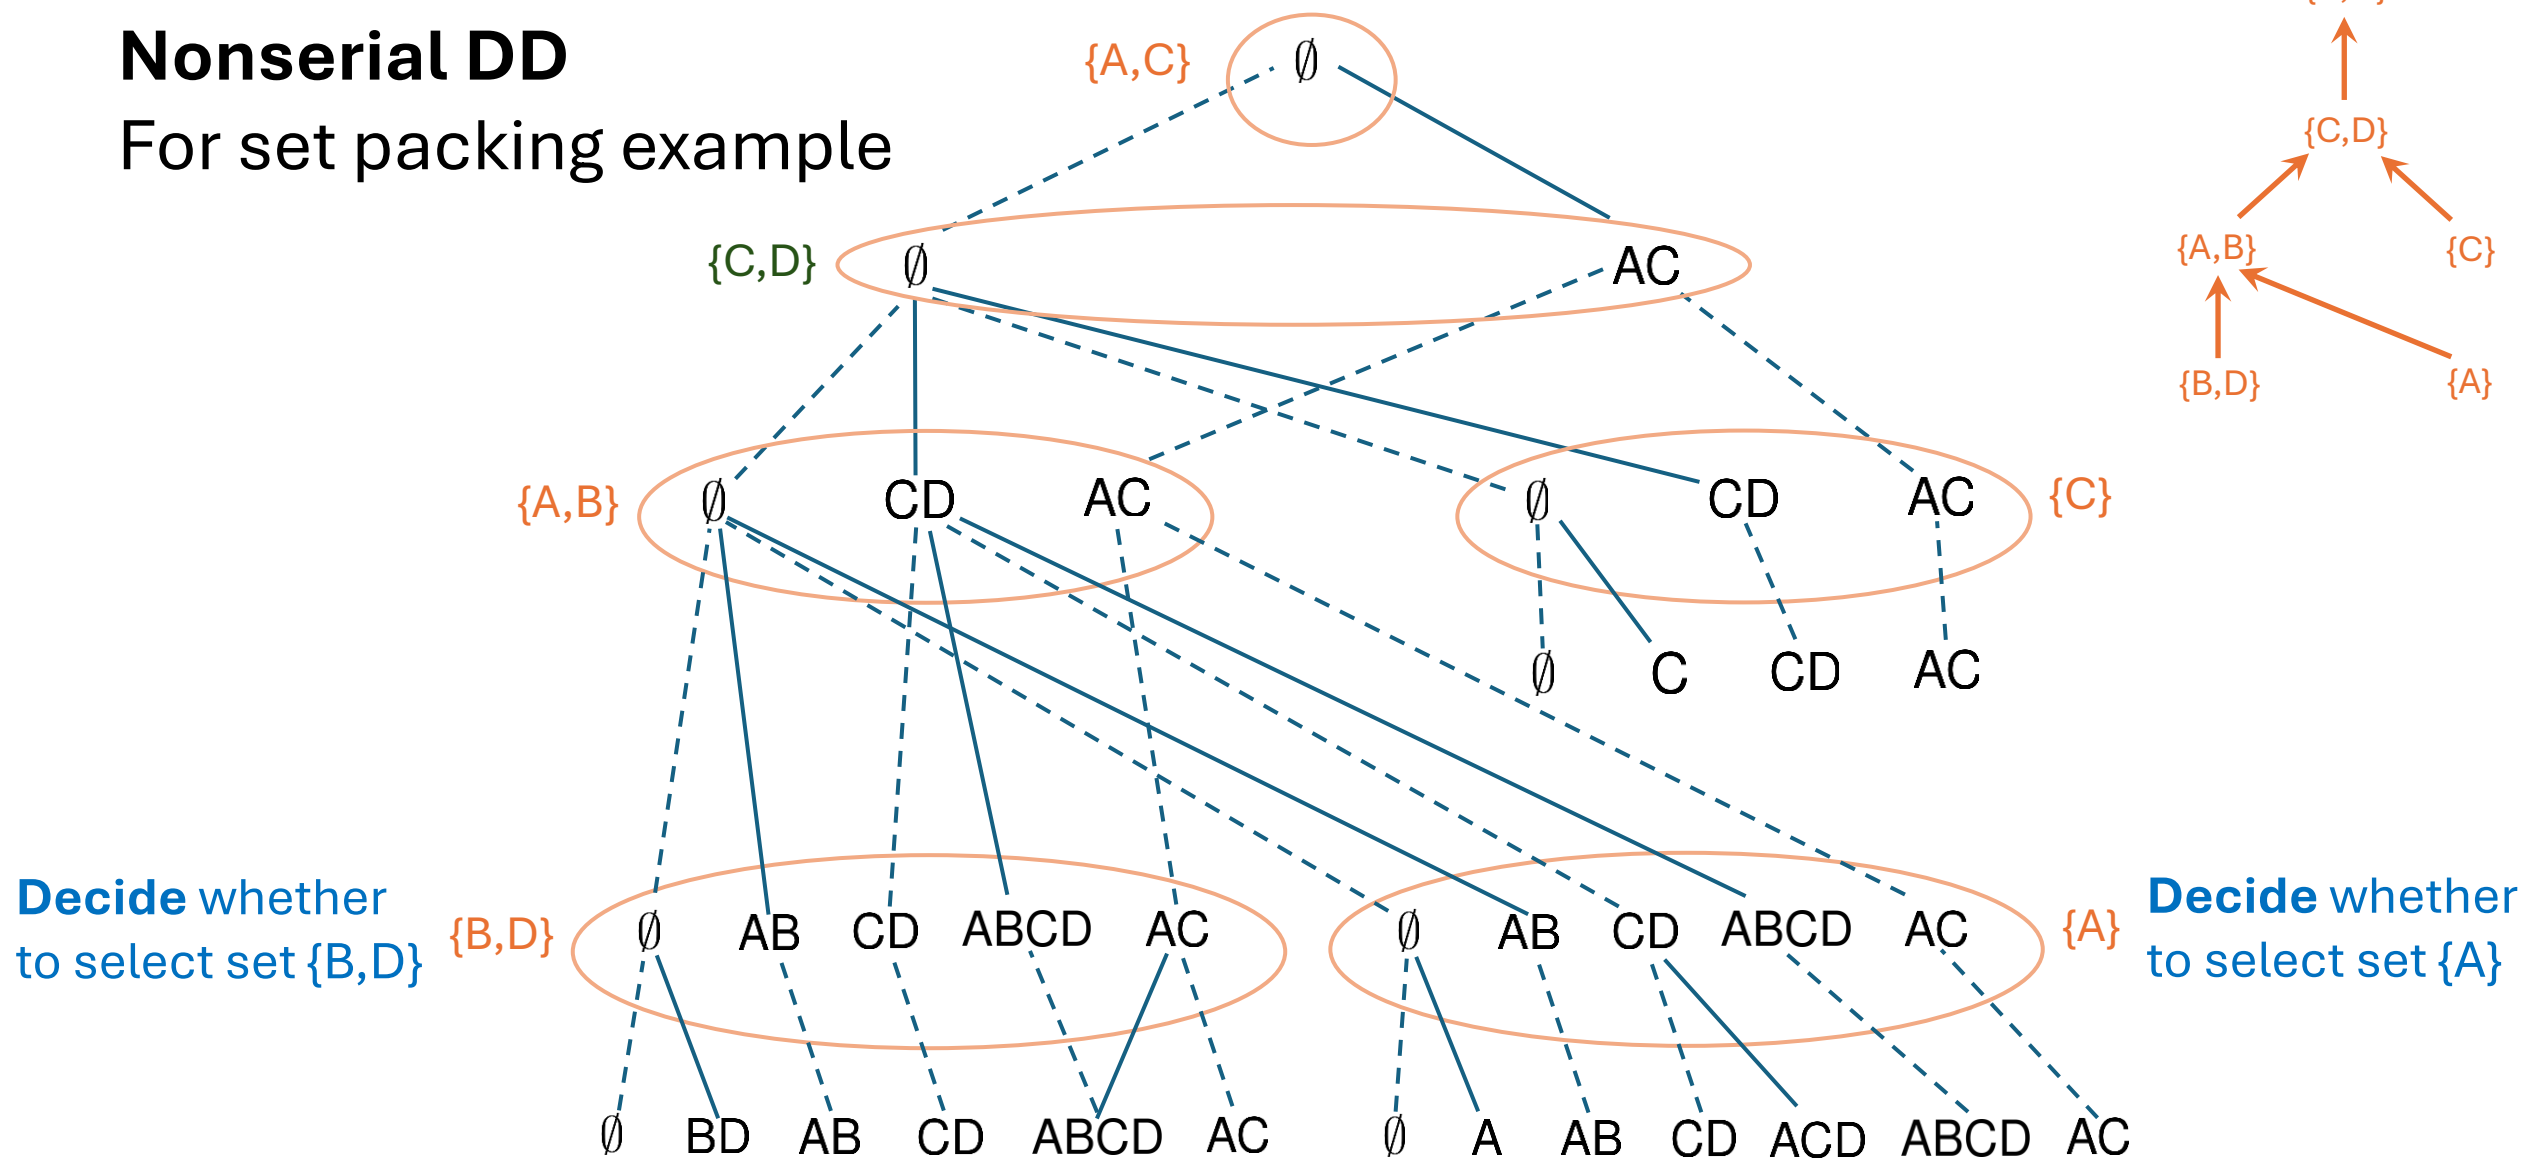 Nonserial DD
For set packing example
{A,C} ∅
{C,D}
{C,D} ∅ AC
{A,B} {C}
{B,D} {A}
{A,B} ∅ CD AC ∅ CD AC {C}
∅ C CD AC
Decide whether
to select set {B,D}
{B,D} ∅ AB CD ABCD AC ∅ AB CD ABCD AC {A}
Decide whether
to select set {A}
∅ BD AB CD ABCD AC ∅ A AB CD ACD ABCD AC